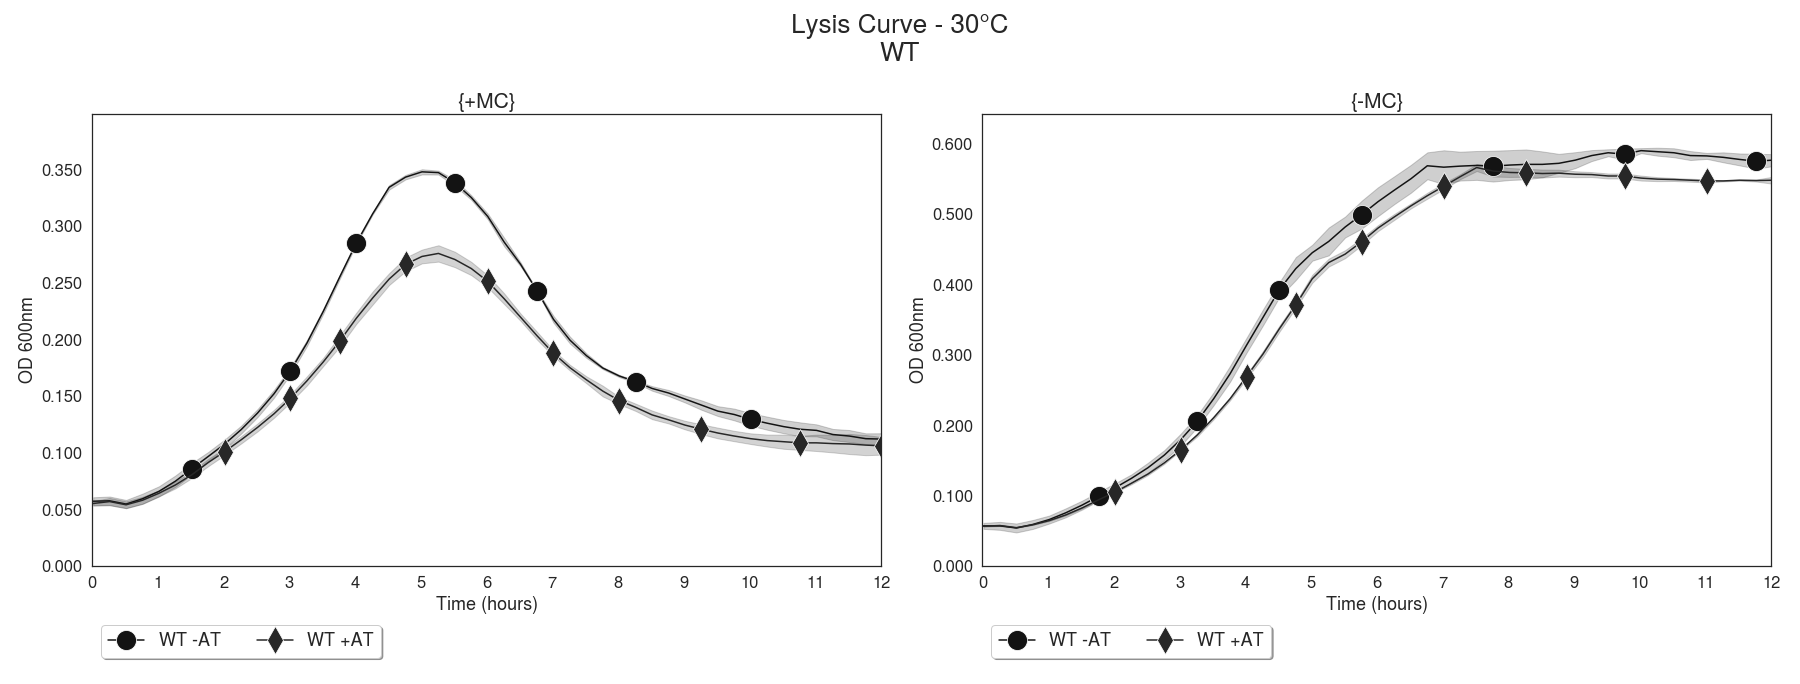 Lysis Curve - 30°C
WT
{+MC}
{-MC}
OD 600nm
0.350
0.300
0.250
0.200
0.150
0.100
0.050
0.000
0 1 2 3 4 5 6 7 8 9 10 11 12
Time (hours)
WT -AT WT +AT
OD 600nm
0.600
0.500
0.400
0.300
0.200
0.100
0.000
0 1 2 3 4 5 6 7 8 9 10 11 12
Time (hours)
WT -AT WT +AT